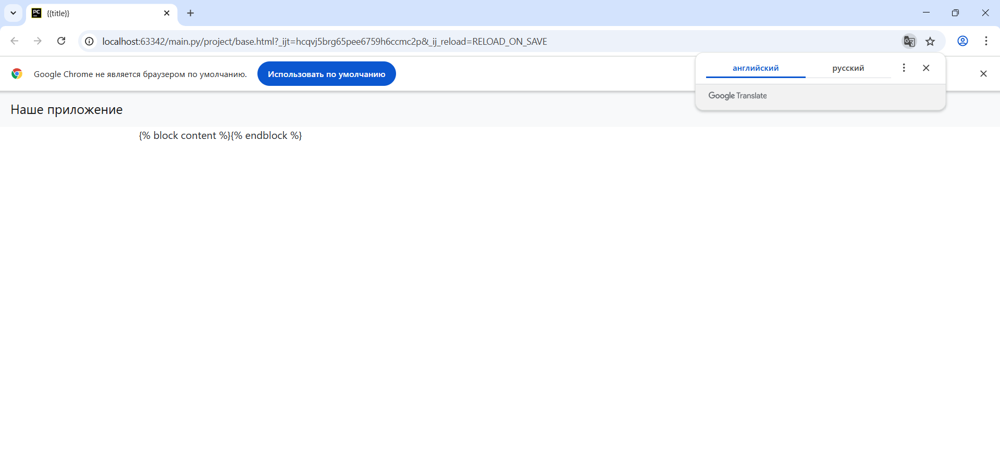 {{title}}
localhost:63342/main.py/project/base.html?_ijt=hcqvj5brg65pee6759h6ccmc2p&_ij_reload=RELOAD_ON_SAVE
Google Chrome не является браузером по умолчанию.
Использовать по умолчанию
английский
русский
Google Translate
Наше приложение
{% block content %}{% endblock %}